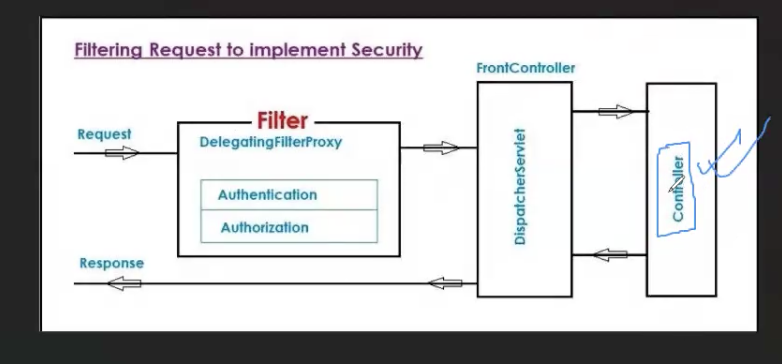 Filtering Request to implement Security
FrontController
Filter
Request
DelegatingFilterProxy
Authentication
Authorization
DispatcherServlet
Controller
Response